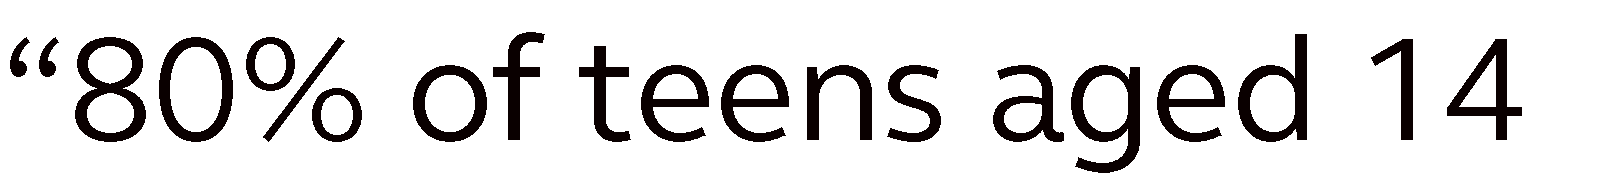 “80% of teens aged 14